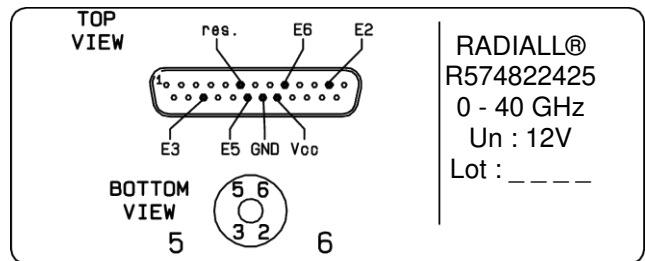 TOP
VIEW
res. E6 E2
1
E3 E5 GND Vcc
BOTTOM
VIEW
5 6
3 2
5 6
RADIALL®
R574822425
0 - 40 GHz
Un : 12V
Lot : _ _ _ _